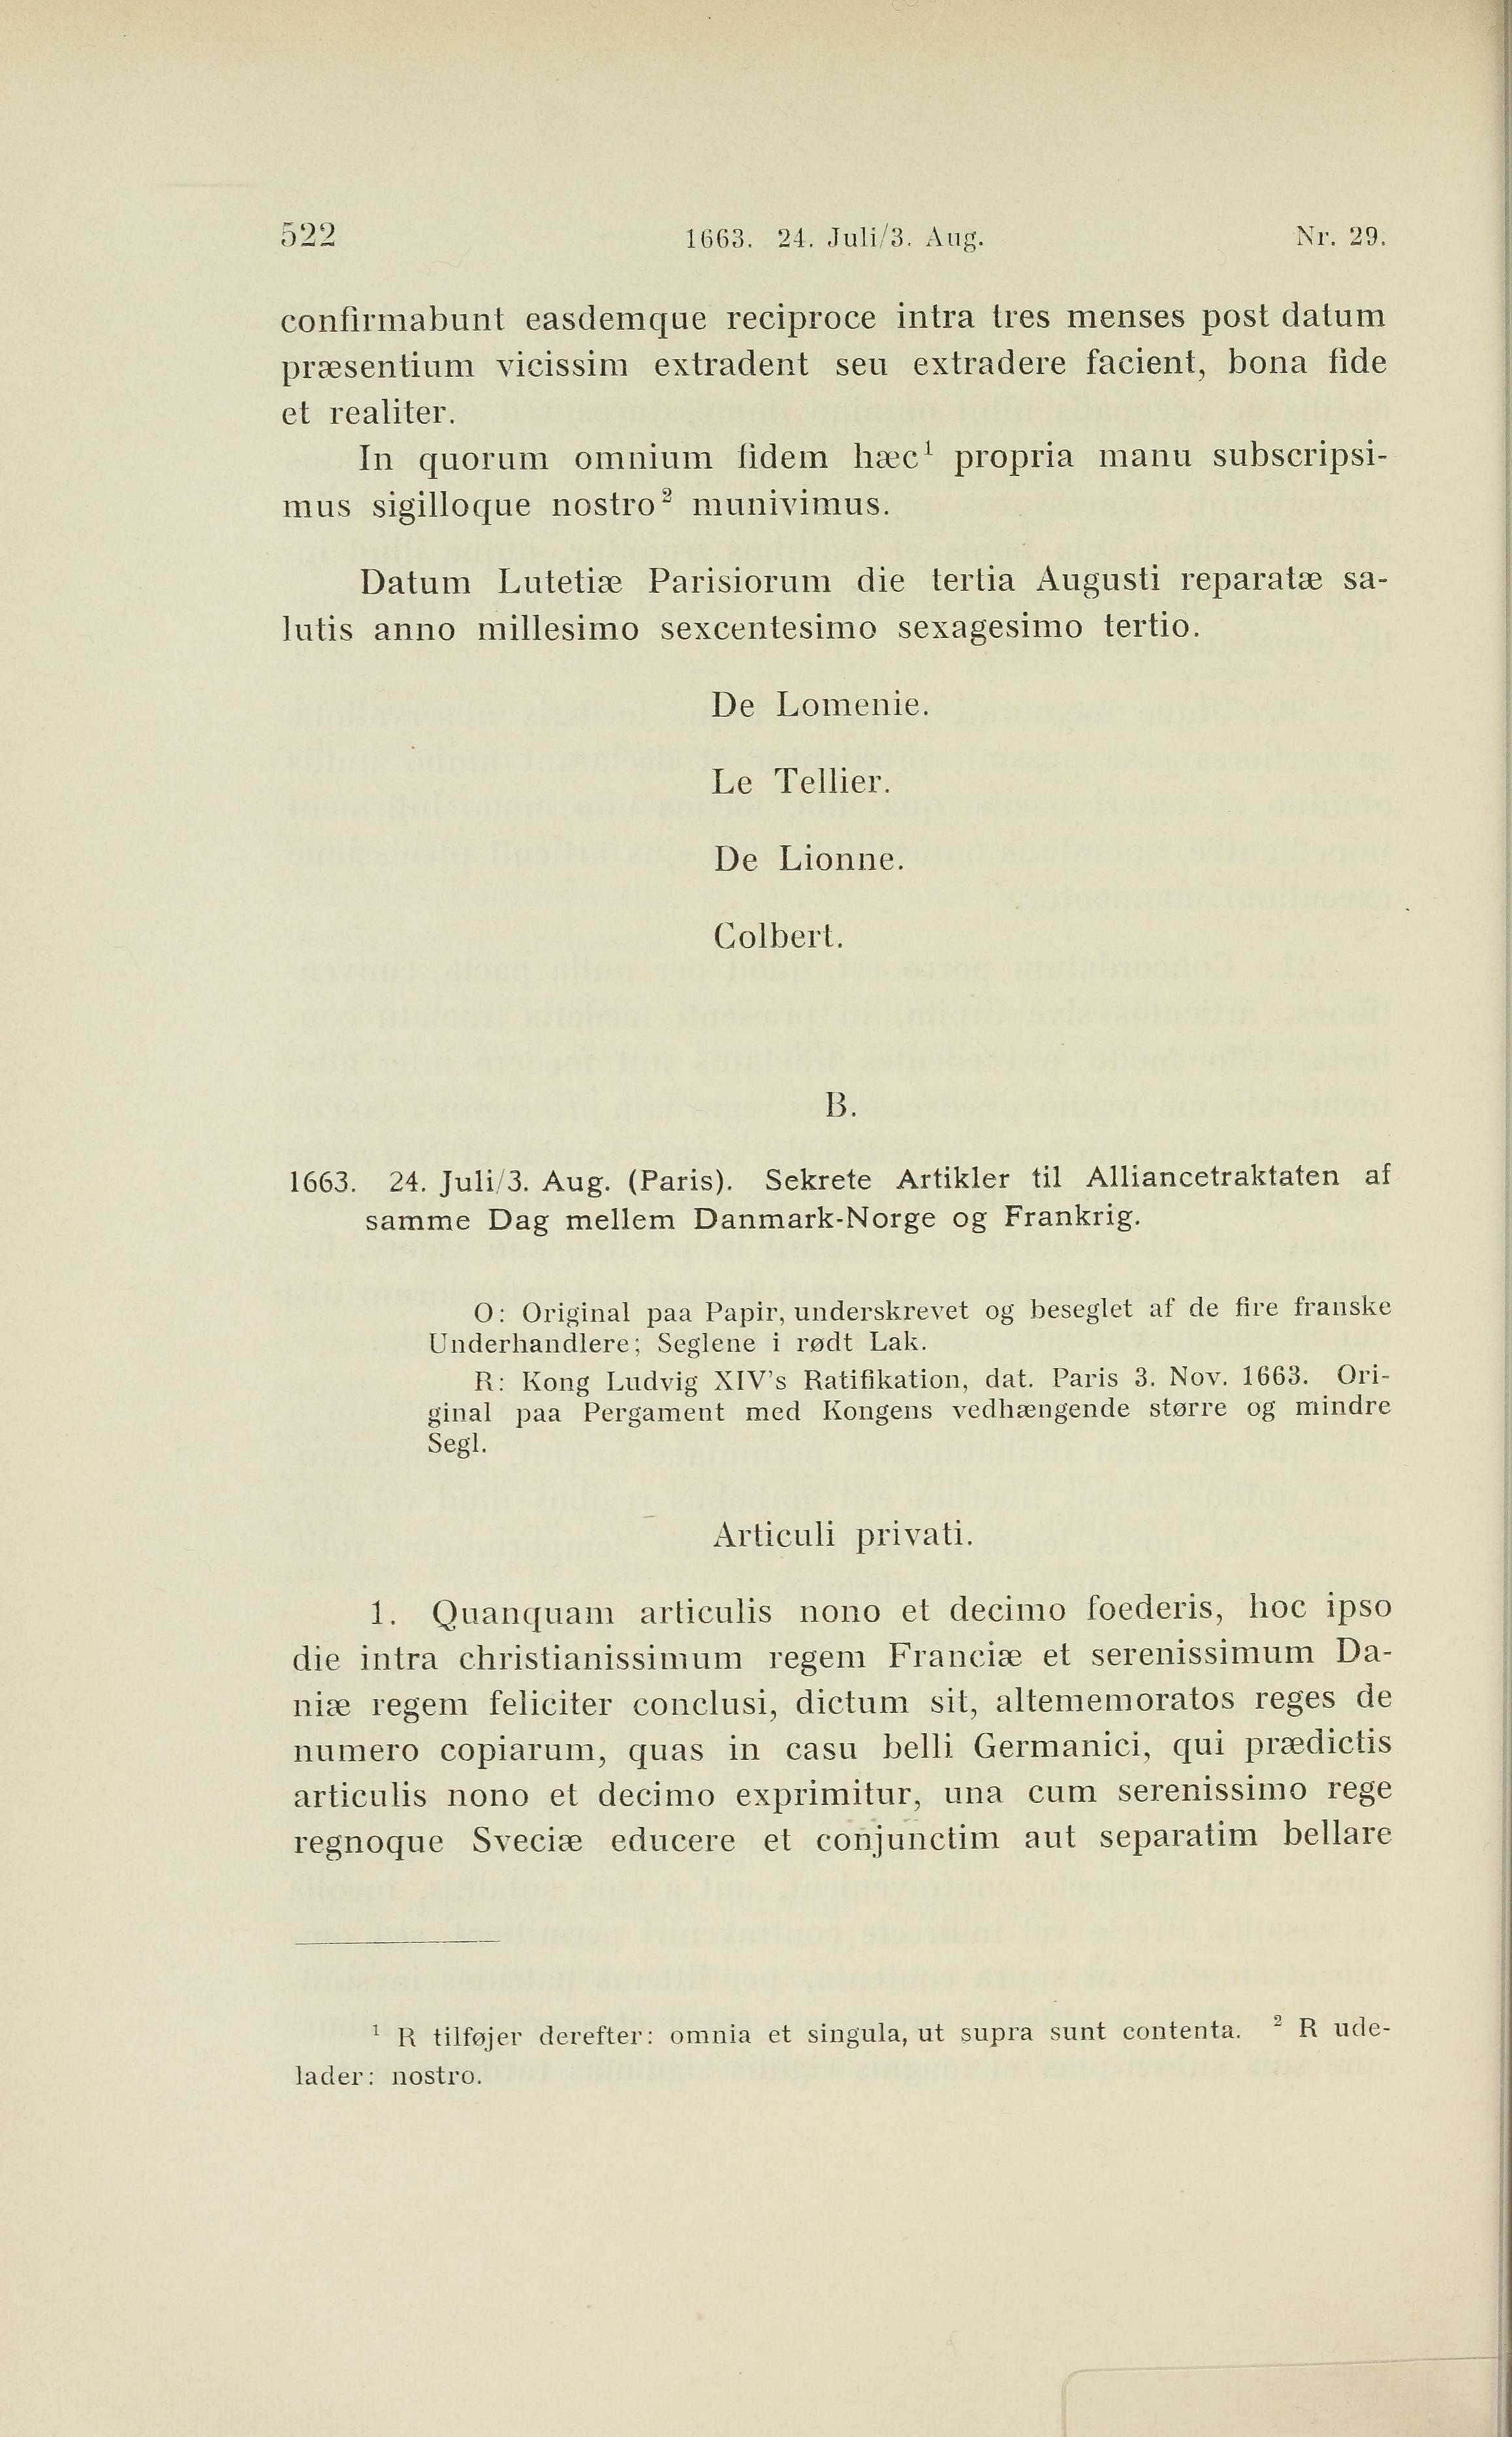 522 1663. 24. Juli/3. Aug. Nr. 29.
confirmabunt easdemque reciproce intra tres menses post datum
præsentium vicissim extradent seu extradere facient, bona fide
et realiter.
In quorum omnium fidem hæc¹ propria manu subscripsi-
mus sigilloque nostro² munivimus.
Datum Lutetiæ Parisiorum die tertia Augusti reparatæ sa-
lutis anno millesimo sexcentesimo sexagesimo tertio.
De Lomenie.
Le Tellier.
De Lionne.
Colbert.
B.
1663. 24. Juli/3. Aug. (Paris). Sekrete Artikler til Alliancetraktaten af
samme Dag mellem Danmark-Norge og Frankrig.
O: Original paa Papir, underskrevet og beseglet af de fire franske
Underhandlere; Seglene i rødt Lak.
R: Kong Ludvig XIV's Ratifikation, dat. Paris 3. Nov. 1663. Ori-
ginal paa Pergament med Kongens vedhængende større og mindre
Segl.
Articuli privati.
1. Quanquam articulis nono et decimo foederis, hoc ipso
die intra christianissimum regem Franciæ et serenissimum Da-
niæ regem feliciter conclusi, dictum sit, altememoratos reges de
numero copiarum, quas in casu belli Germanici, qui prædictis
articulis nono et decimo exprimitur, una cum serenissimo rege
regnoque Sveciæ educere et conjunctim aut separatim bellare
¹ R tilføjer derefter: omnia et singula, ut supra sunt contenta. ² R ude-
lader: nostro.